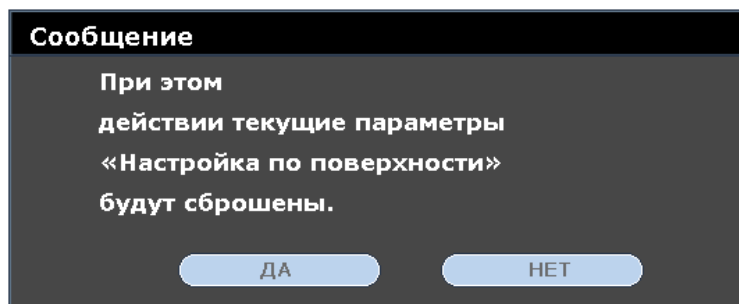 Сообщение
При этом
действии текущие параметры
«Настройка по поверхности»
будут сброшены.
ДА НЕТ